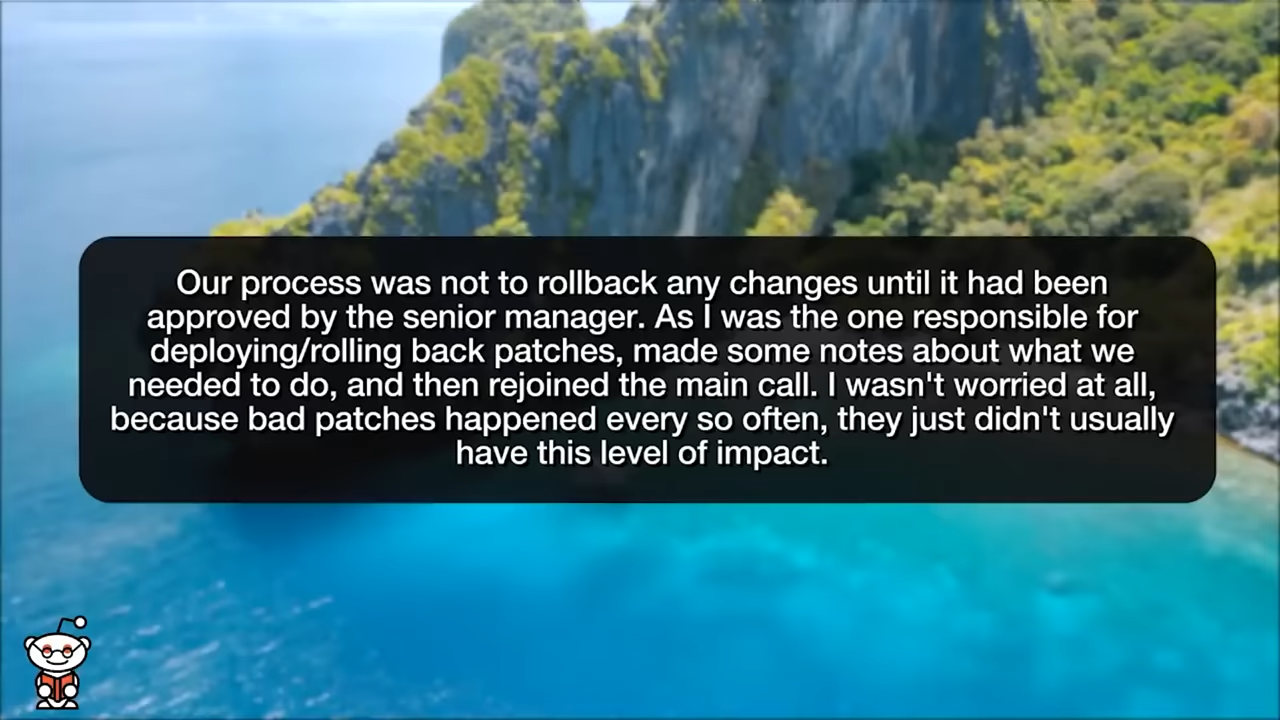 Our process was not to rollback any changes until it had been
approved by the senior manager. As I was the one responsible for
deploying/rolling back patches, made some notes about what we
needed to do, and then rejoined the main call. I wasn't worried at all,
because bad patches happened every so often, they just didn't usually
have this level of impact.